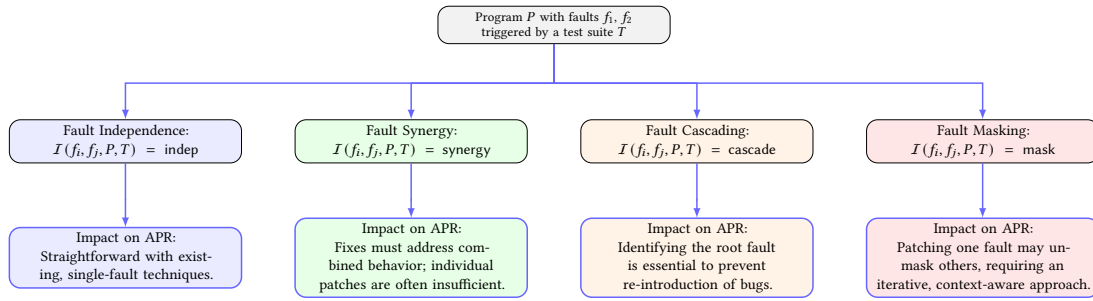 Program P with faults f₁, f₂
triggered by a test suite T
Fault Independence:
I(fᵢ, fⱼ, P, T) = indep
Fault Synergy:
I(fᵢ, fⱼ, P, T) = synergy
Fault Cascading:
I(fᵢ, fⱼ, P, T) = cascade
Fault Masking:
I(fᵢ, fⱼ, P, T) = mask
Impact on APR:
Straightforward with exist-
ing, single-fault techniques.
Impact on APR:
Fixes must address com-
bined behavior; individual
patches are often insufficient.
Impact on APR:
Identifying the root fault
is essential to prevent
re-introduction of bugs.
Impact on APR:
Patching one fault may un-
mask others, requiring an
iterative, context-aware approach.